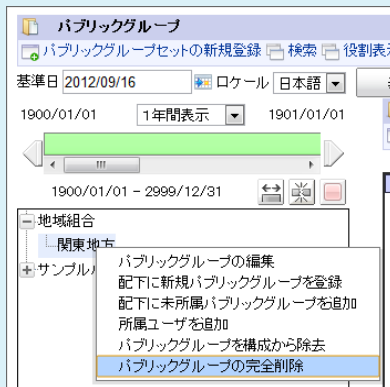 パブリックグループ
パブリックグループセットの新規登録 検索 役割表
基準日 2012/09/16 ロケール 日本語
1900/01/01 1年間表示 1901/01/01
1900/01/01 - 2999/12/31
地域組合
関東地方
サンプル
パブリックグループの編集
配下に新規パブリックグループを登録
配下に未所属パブリックグループを追加
所属ユーザを追加
パブリックグループを構成から除去
パブリックグループの完全削除